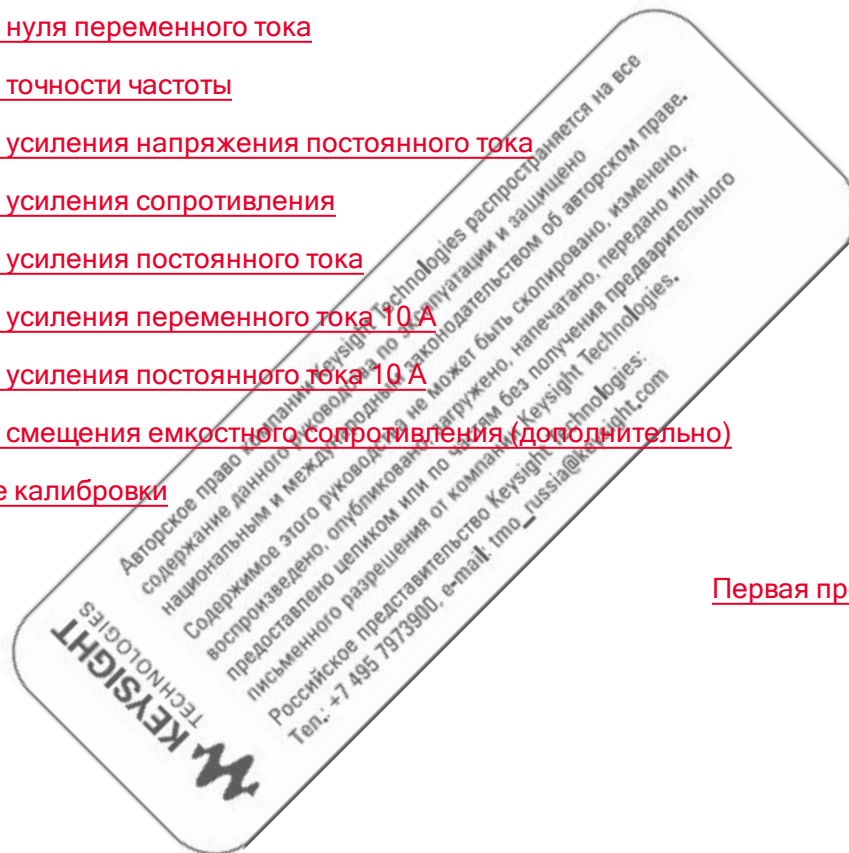 нуля переменного тока
точности частоты
усиления напряжения постоянного тока
усиления сопротивления
усиления постоянного тока
усиления переменного тока 10 А
усиления постоянного тока 10 А
смещения емкостного сопротивления (дополнительно)
е калибровки
Первая пр
KEYSIGHT
TECHNOLOGIES
Авторское право компании Keysight Technologies распространяется на все
содержание данного руководства по эксплуатации и защищено
национальным и международным законодательством об авторском праве.
Содержимое этого руководства не может быть скопировано, изменено,
воспроизведено, опубликовано, загружено, напечатано, передано или
предоставлено целиком или по частям без получения предварительного
письменного разрешения от компании Keysight Technologies.
Российское представительство Keysight Technologies:
Тел.: +7 495 7973900, e-mail: tmo_russia@keysight.com